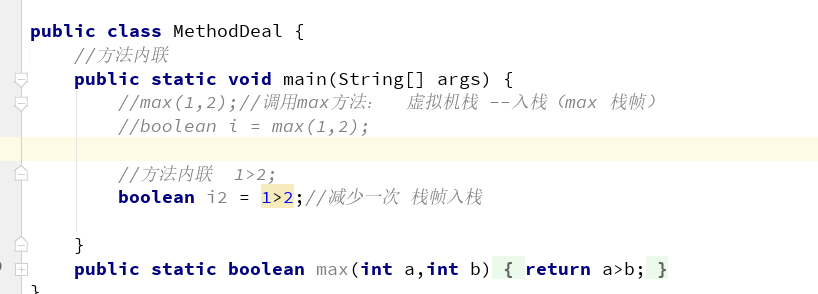 public class MethodDeal {
//方法内联
public static void main(String[] args) {
//max(1,2);//调用max方法： 虚拟机栈 --入栈（max 栈帧）
//boolean i = max(1,2);
//方法内联 1>2;
boolean i2 = 1>2;//减少一次 栈帧入栈
}
public static boolean max(int a,int b) { return a>b; }
}